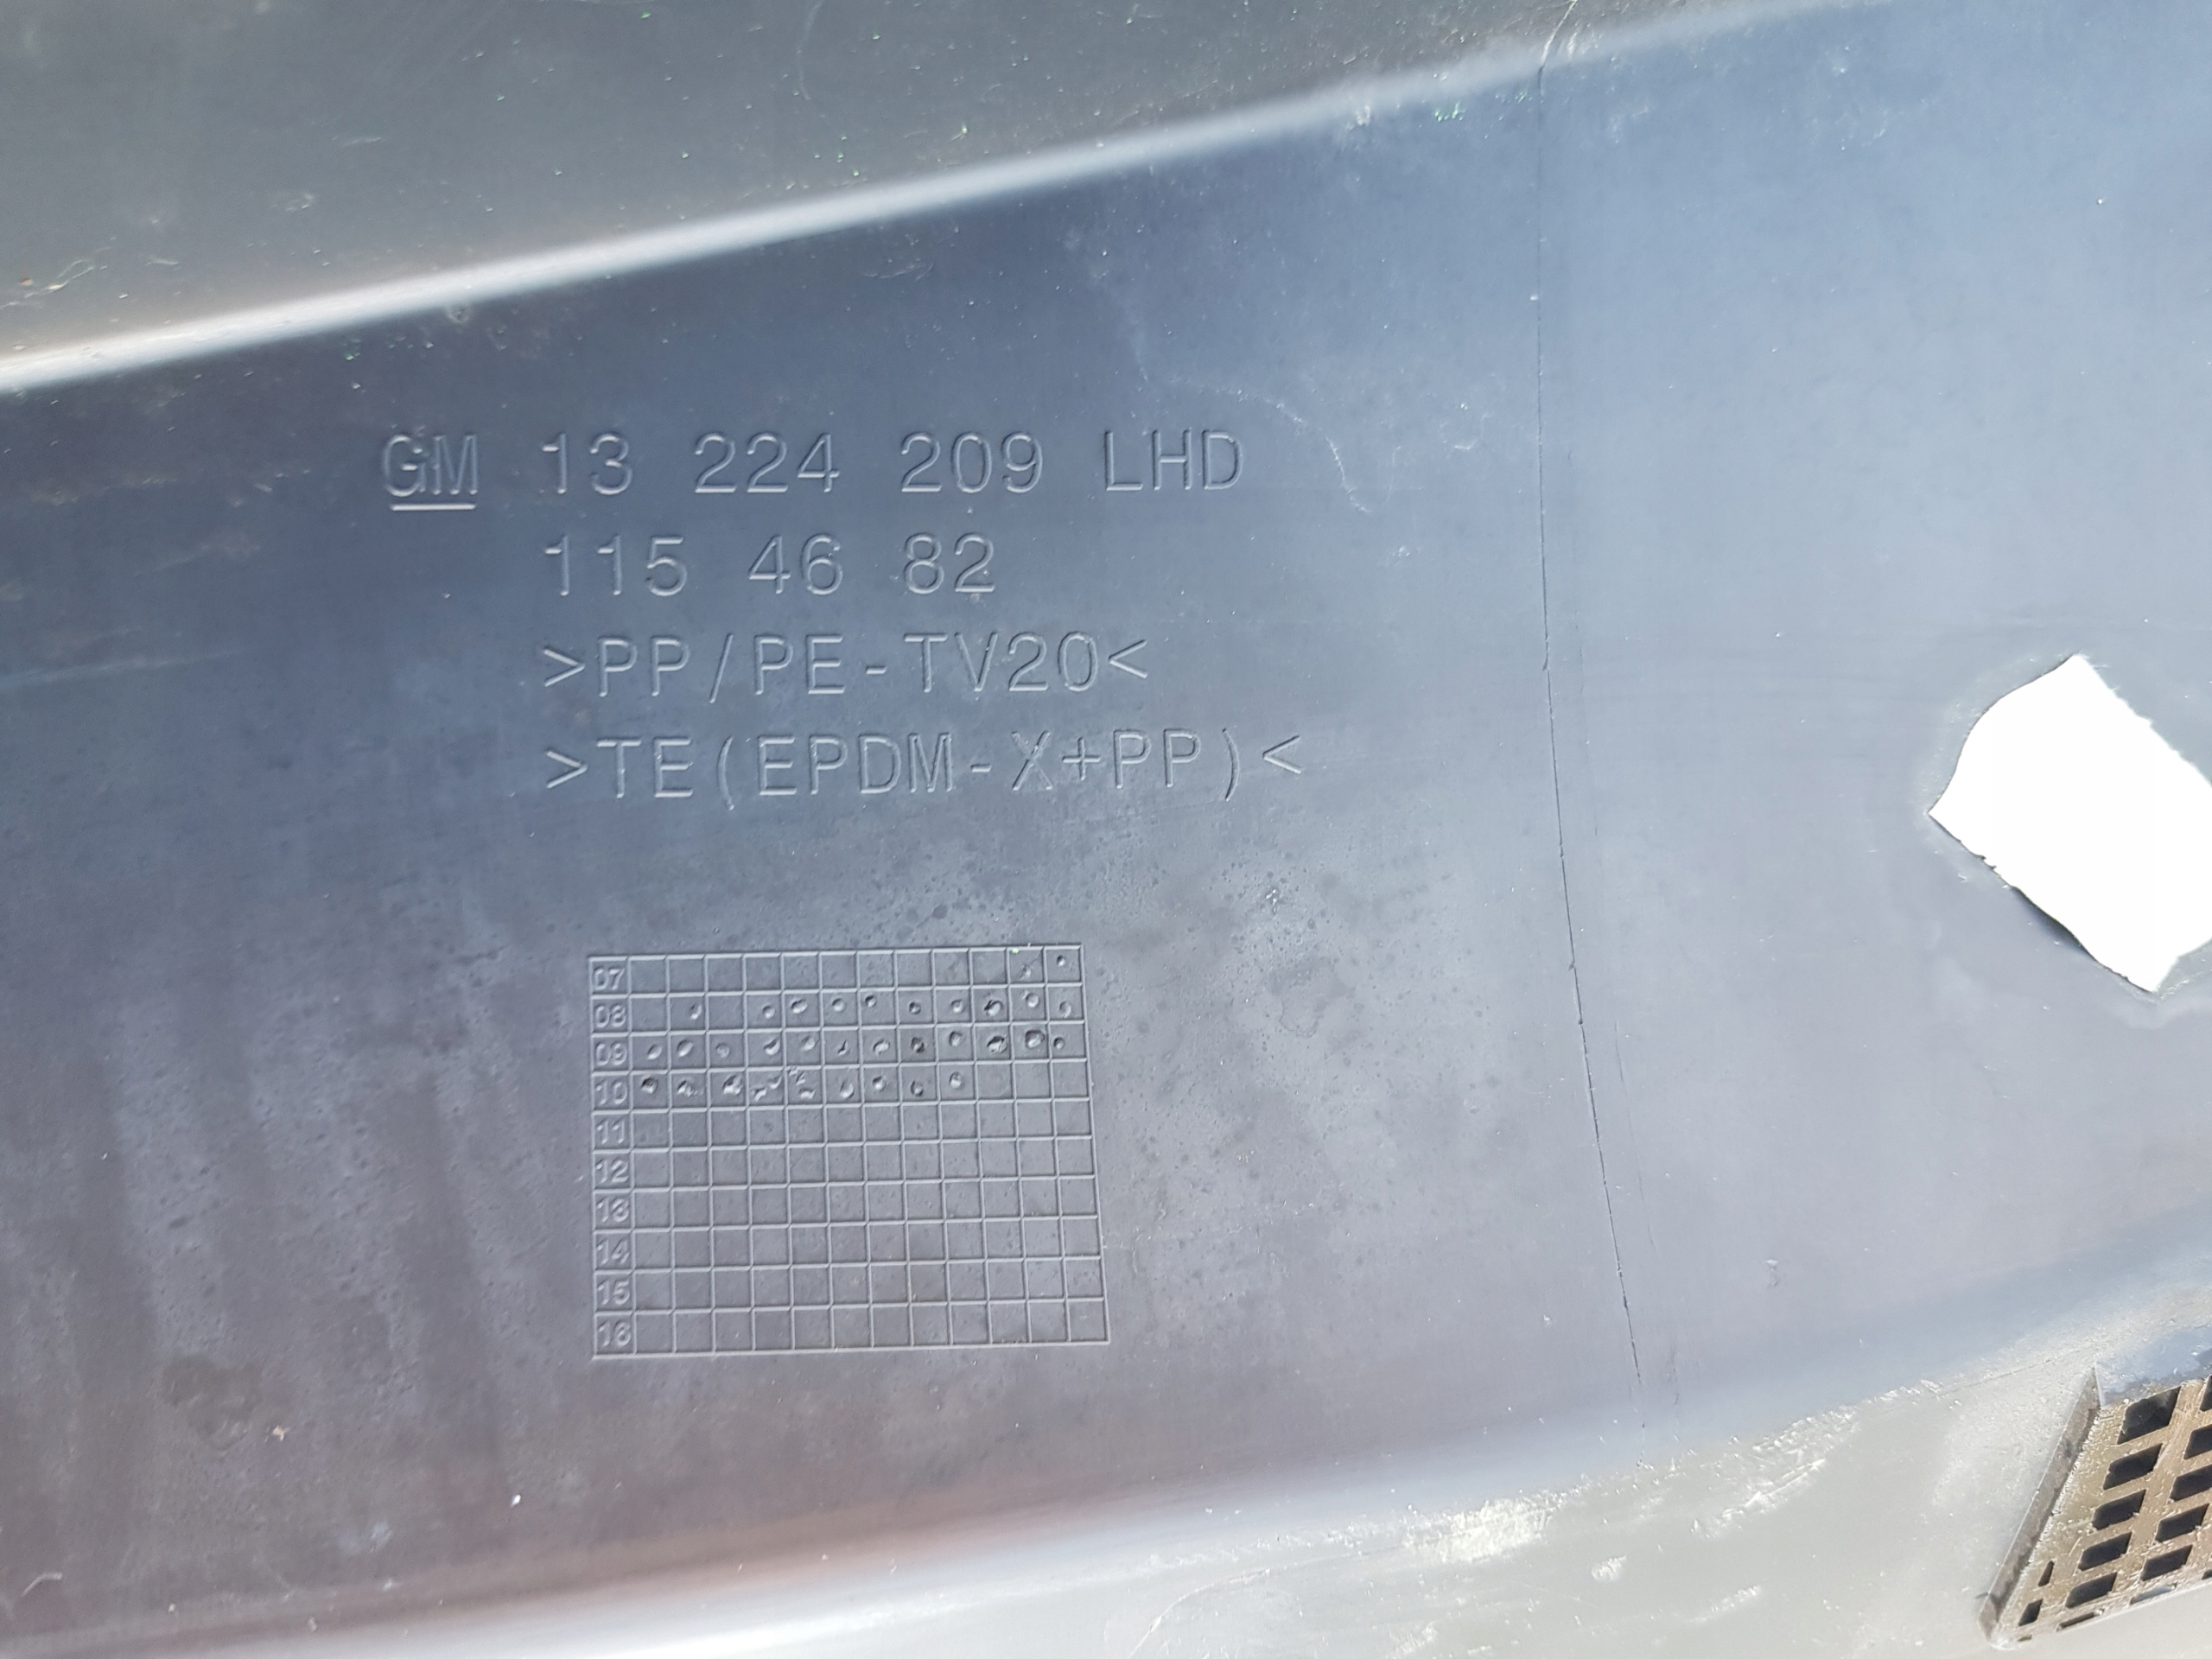 GM 13 224 209 LHD
115 46 82
>PP/PE-TV20<
>TE(EPDM-X+PP)<
07
08
09
10
11
12
13
14
15
16